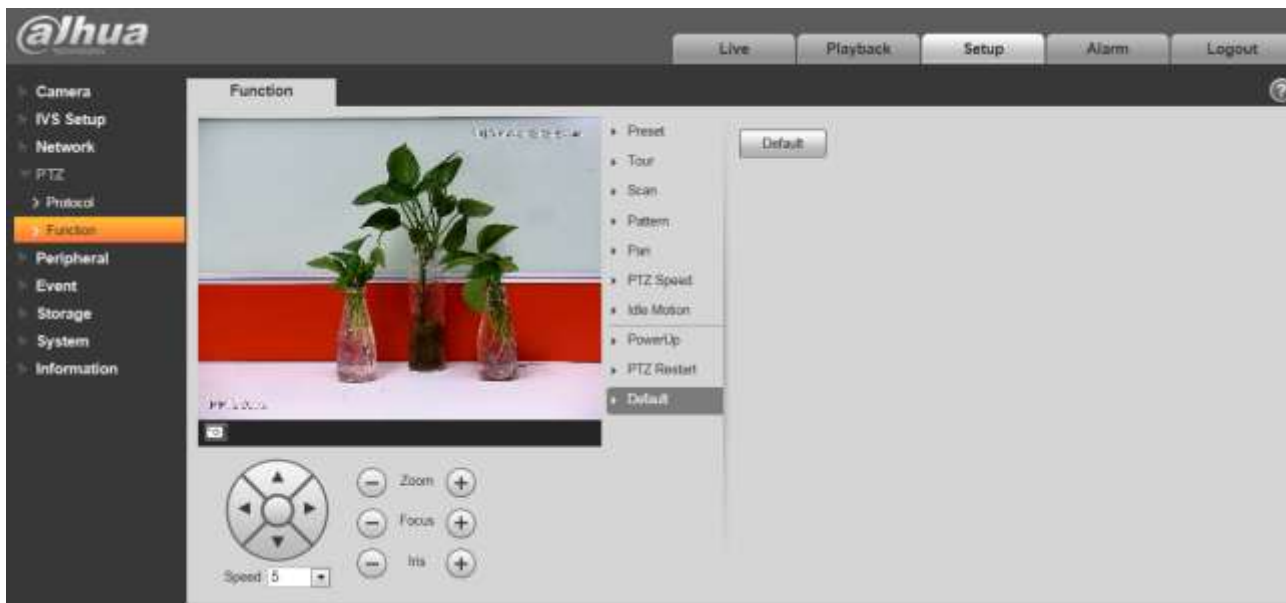 alhua
TECHNOLOGY
Live
Playback
Setup
Alarm
Logout
Camera
IVS Setup
Network
PTZ
Protocol
Function
Peripheral
Event
Storage
System
Information
Function
Preset
Tour
Scan
Pattern
Pan
PTZ Speed
Idle Motion
PowerUp
PTZ Restart
Default
Default
Zoom
Focus
Iris
Speed 5